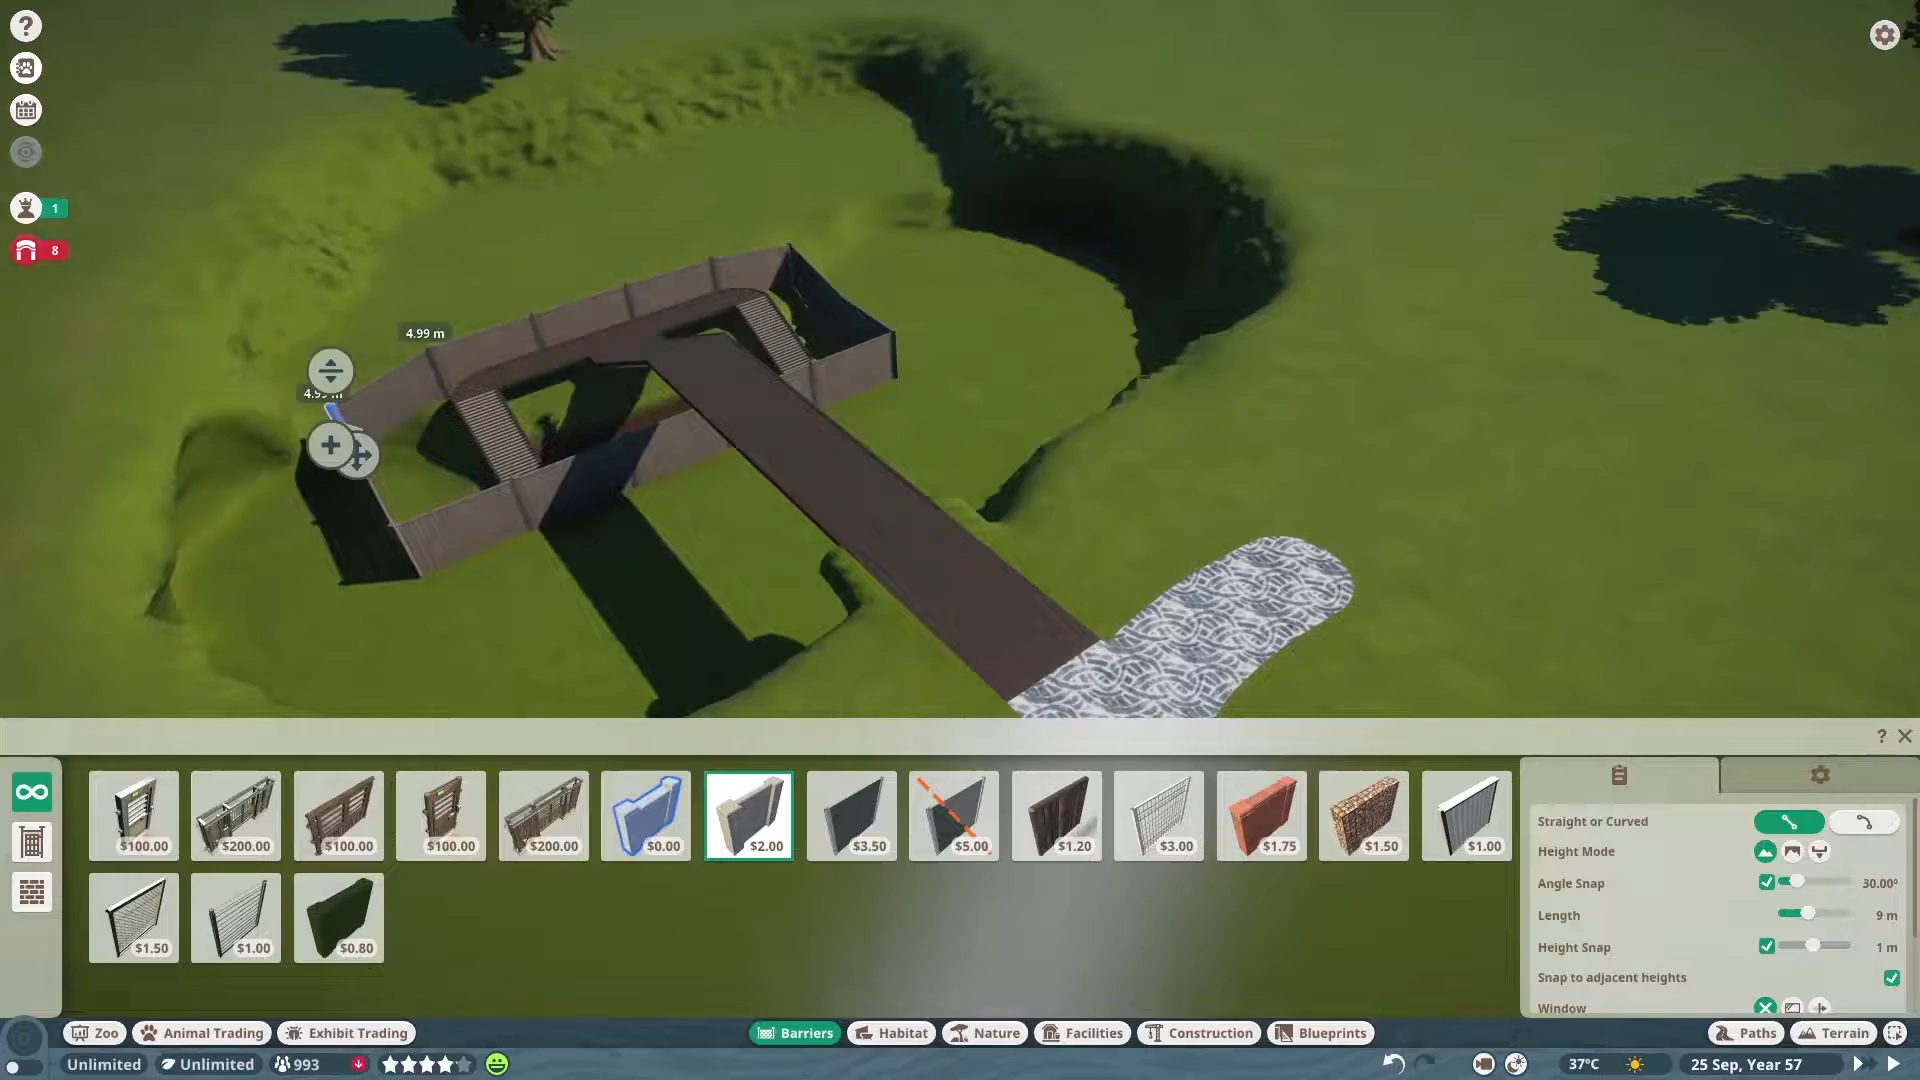 ?
1
8
4.99 m
? ×
$100.00 $200.00 $100.00 $100.00 $200.00 $0.00 $2.00 $3.50 $5.00 $1.20 $3.00 $1.75 $1.50 $1.00
$1.50 $1.00 $0.80
Straight or Curved
Height Mode
Angle Snap 30.00°
Length 9 m
Height Snap 1 m
Snap to adjacent heights
Window
Zoo Animal Trading Exhibit Trading Barriers Habitat Nature Facilities Construction Blueprints Paths Terrain
Unlimited Unlimited 993 37°C 25 Sep, Year 57